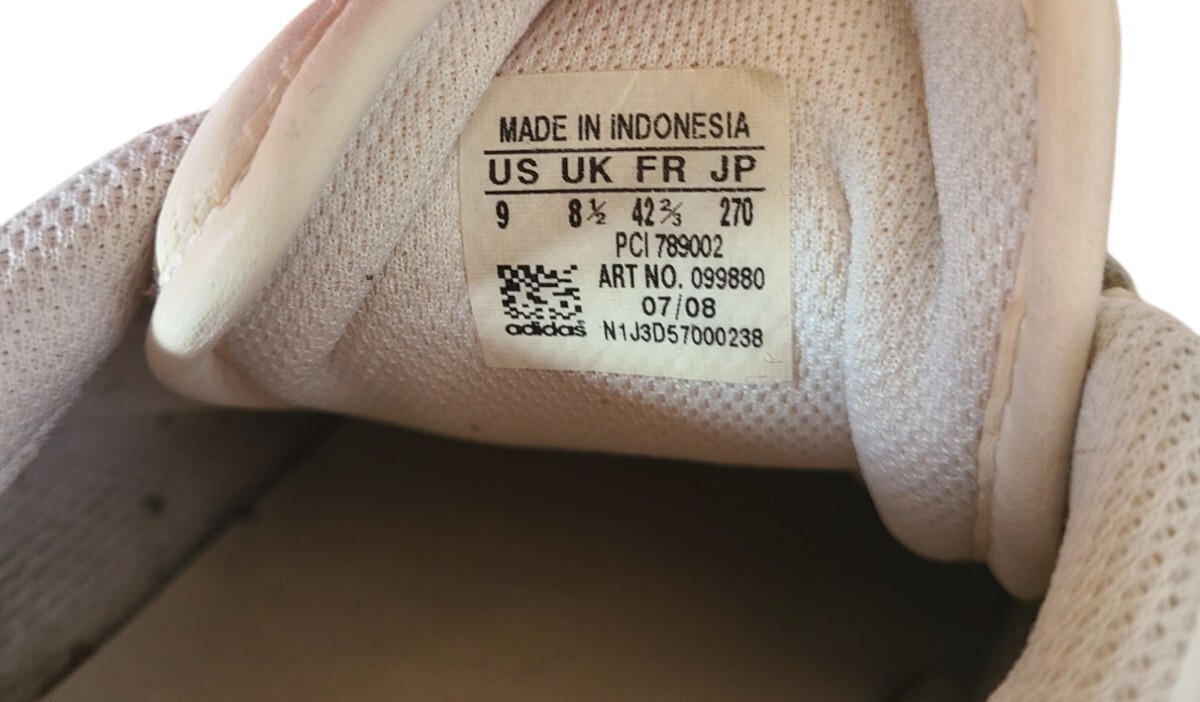 MADE IN INDONESIA
US UK FR JP
9 8½ 42⅔ 270
PCI 789002
ART NO. 099880
07/08
adidas N1J3D57000238